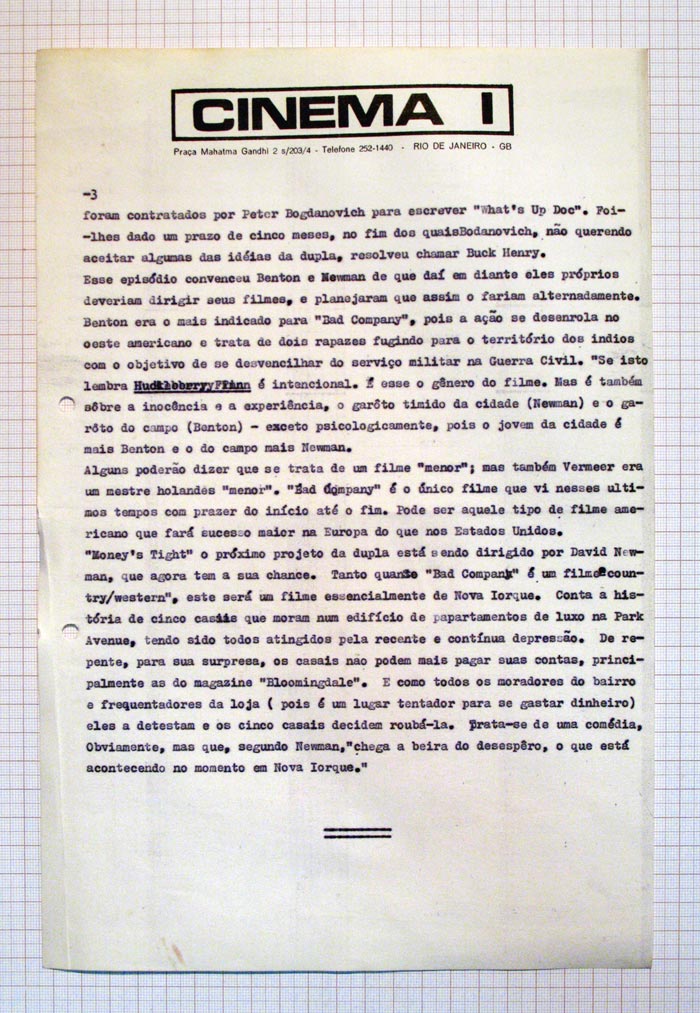 CINEMA I
Praça Mahatma Gandhi 2 s/203/4 - Telefone 252-1440 - RIO DE JANEIRO - GB
-3
foram contratados por Peter Bogdanovich para escrever "What's Up Doc". Foi-
-lhes dado um prazo de cinco meses, no fim dos quaisBodanovich, não querendo
aceitar algumas das idéias da dupla, resolveu chamar Buck Henry.
Esse episódio convenceu Benton e Newman de que daí em diante eles próprios
deveriam dirigir seus filmes, e planejaram que assim o fariam alternadamente.
Benton era o mais indicado para "Bad Company", pois a ação se desenrola no
oeste americano e trata de dois rapazes fugindo para o território dos indios
com o objetivo de se desvencilhar do serviço militar na Guerra Civil. "Se isto
lembra Huckleberry Finn é intencional. É esse o gênero do filme. Mas é também
sôbre a inocência e a experiência, o garôto timido da cidade (Newman) e o ga-
rôto do campo (Benton) - exceto psicologicamente, pois o jovem da cidade é
mais Benton e o do campo mais Newman.
Alguns poderão dizer que se trata de um filme "menor"; mas também Vermeer era
um mestre holandês "menor". "Bad Company" é o único filme que vi nesses ulti-
mos tempos com prazer do início até o fim. Pode ser aquele tipo de filme ame-
ricano que fará sucesso maior na Europa do que nos Estados Unidos.
"Money's Tight" o próximo projeto da dupla está sendo dirigido por David New-
man, que agora tem a sua chance. Tanto quanto "Bad Company" é um filme "coun-
try/western", este será um filme essencialmente de Nova Iorque. Conta a his-
tória de cinco casais que moram num edifício de papartamentos de luxo na Park
Avenue, tendo sido todos atingidos pela recente e contínua depressão. De re-
pente, para sua surpresa, os casais nao podem mais pagar suas contas, princi-
palmente as do magazine "Bloomingdale". E como todos os moradores do bairro
e frequentadores da loja ( pois é um lugar tentador para se gastar dinheiro)
eles a detestam e os cinco casais decidem roubá-la. Trata-se de uma comédia,
Obviamente, mas que, segundo Newman,"chega a beira do desespêro, o que está
acontecendo no momento em Nova Iorque."